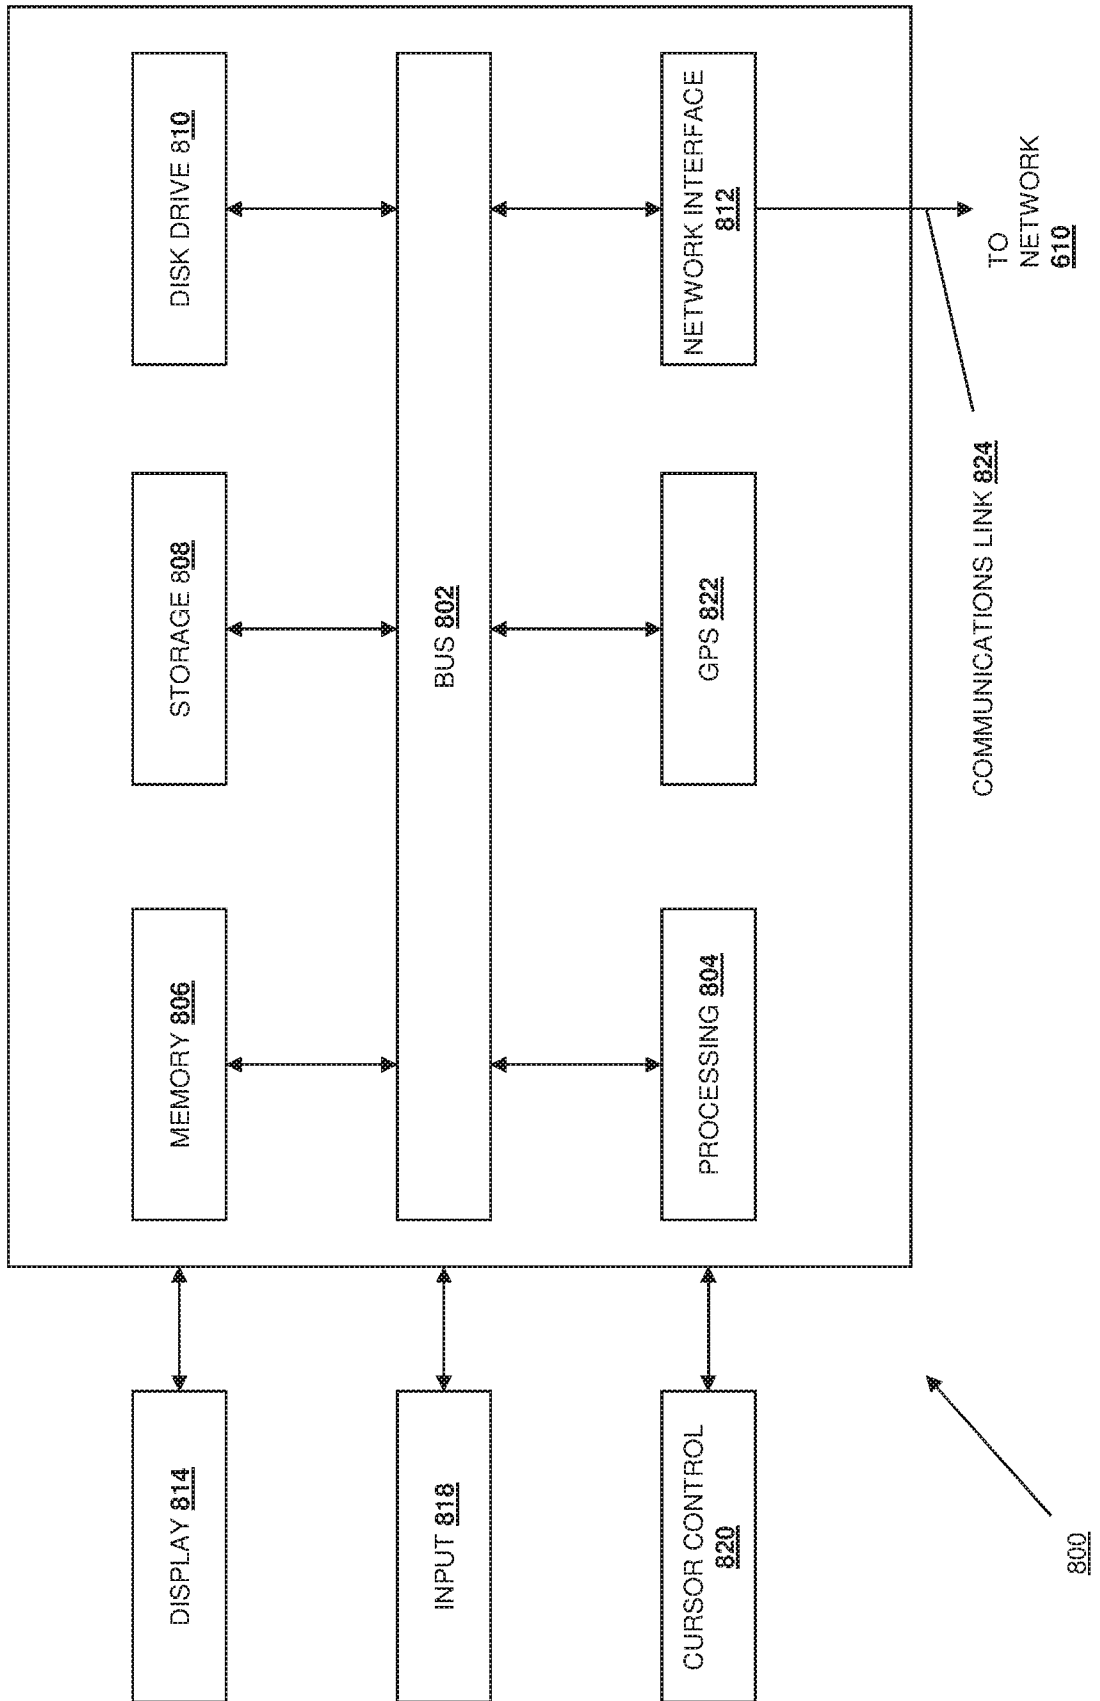 DISPLAY 814
MEMORY 806
STORAGE 808
DISK DRIVE 810
INPUT 818
BUS 802
CURSOR CONTROL
820
PROCESSING 804
GPS 822
NETWORK INTERFACE
812
COMMUNICATIONS LINK 824
TO
NETWORK
610
800